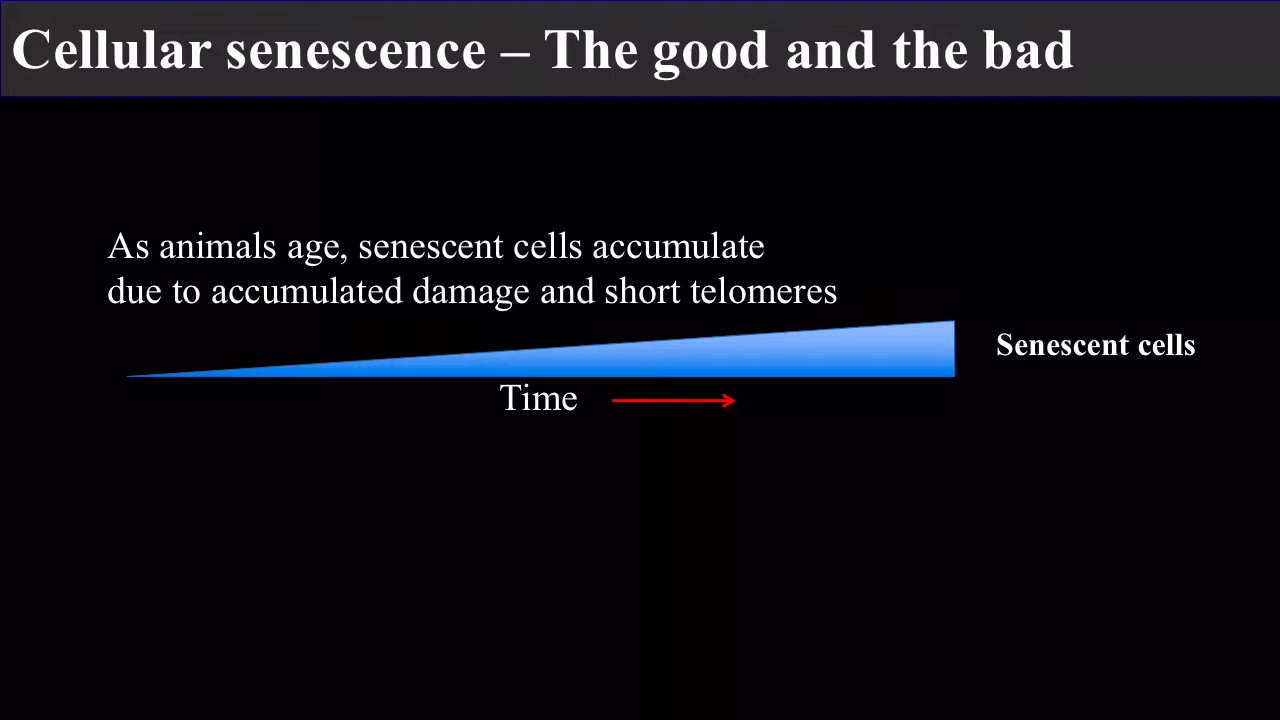 Cellular senescence – The good and the bad
As animals age, senescent cells accumulate
due to accumulated damage and short telomeres
Senescent cells
Time